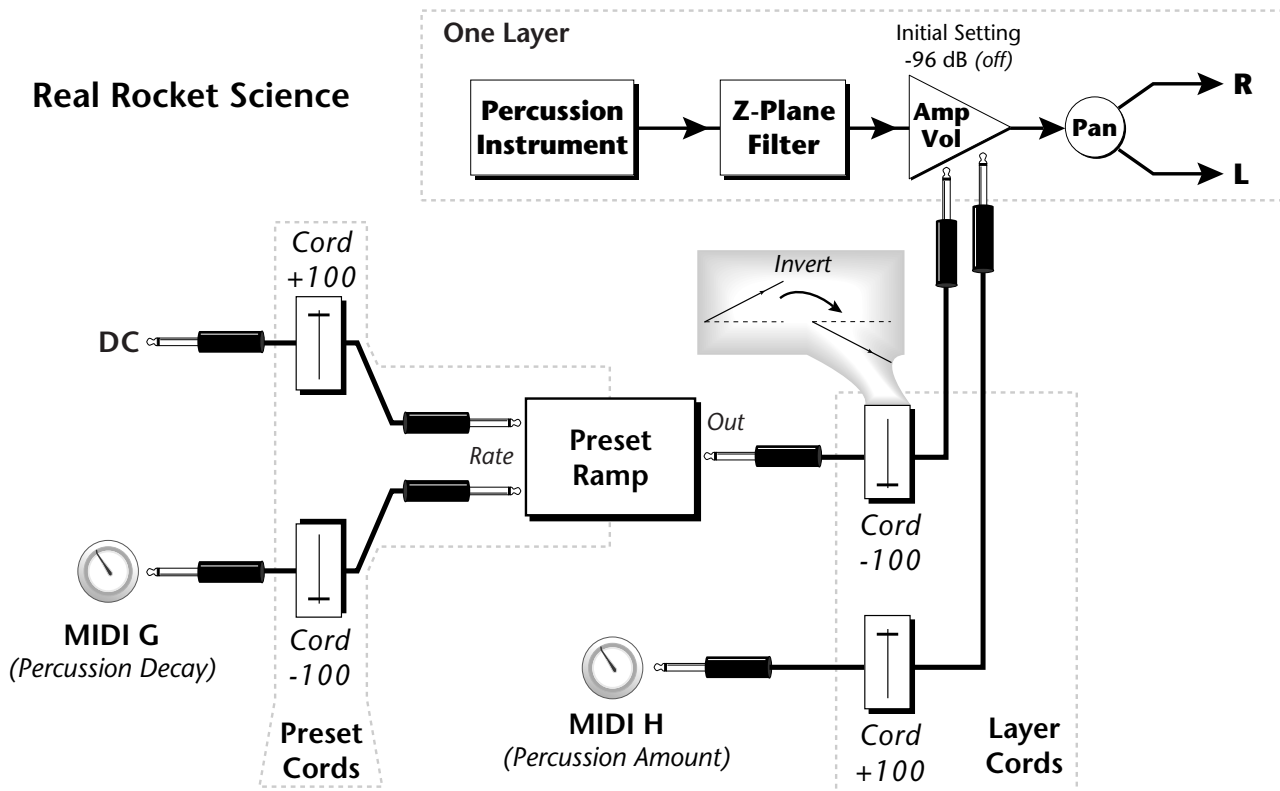 One Layer
Initial Setting
-96 dB (off)
Real Rocket Science
Percussion
Instrument
Z-Plane
Filter
Amp
Vol
Pan
R
L
Cord
+100
Invert
DC
Rate
Preset
Ramp
Out
Cord
-100
MIDI G
(Percussion Decay)
Cord
-100
MIDI H
(Percussion Amount)
Preset
Cords
Cord
+100
Layer
Cords